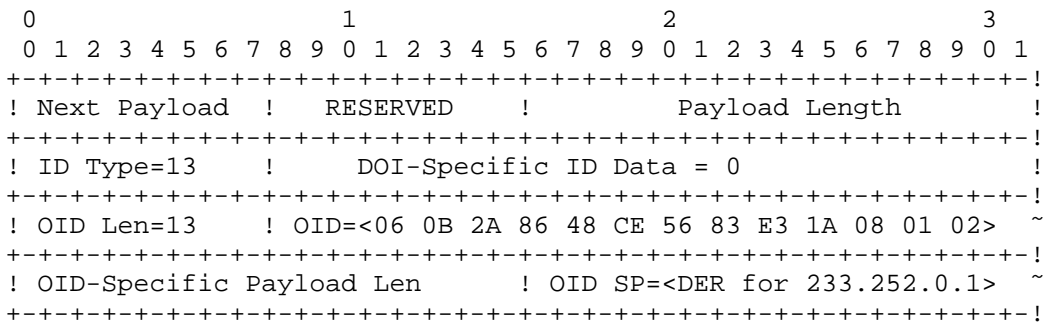 0                   1                   2                   3
 0 1 2 3 4 5 6 7 8 9 0 1 2 3 4 5 6 7 8 9 0 1 2 3 4 5 6 7 8 9 0 1
+-+-+-+-+-+-+-+-+-+-+-+-+-+-+-+-+-+-+-+-+-+-+-+-+-+-+-+-+-+-+-!
! Next Payload  !   RESERVED    !         Payload Length        !
+-+-+-+-+-+-+-+-+-+-+-+-+-+-+-+-+-+-+-+-+-+-+-+-+-+-+-+-+-+-+-!
! ID Type=13    !     DOI-Specific ID Data = 0                  !
+-+-+-+-+-+-+-+-+-+-+-+-+-+-+-+-+-+-+-+-+-+-+-+-+-+-+-+-+-+-+-!
! OID Len=13    ! OID=<06 0B 2A 86 48 CE 56 83 E3 1A 08 01 02>  ~
+-+-+-+-+-+-+-+-+-+-+-+-+-+-+-+-+-+-+-+-+-+-+-+-+-+-+-+-+-+-+-!
! OID-Specific Payload Len      ! OID SP=<DER for 233.252.0.1>  ~
+-+-+-+-+-+-+-+-+-+-+-+-+-+-+-+-+-+-+-+-+-+-+-+-+-+-+-+-+-+-+-!